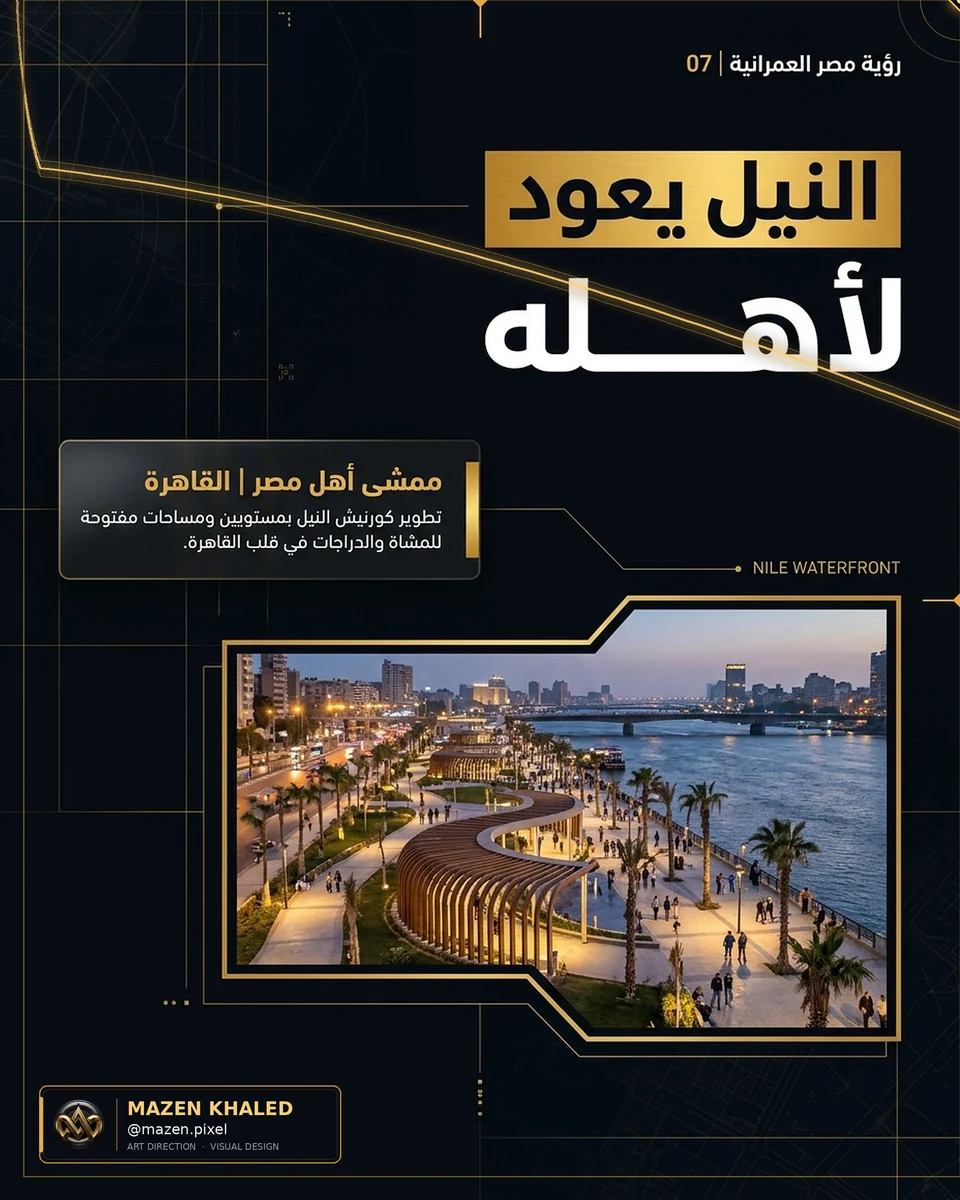 رؤية مصر العمرانية | 07
النيل يعود
لأهـــله
ممشى أهل مصر | القاهرة
تطوير كورنيش النيل بمستويين ومساحات مفتوحة
للمشاة والدراجات في قلب القاهرة.
NILE WATERFRONT
MAZEN KHALED
@mazen.pixel
ART DIRECTION · VISUAL DESIGN